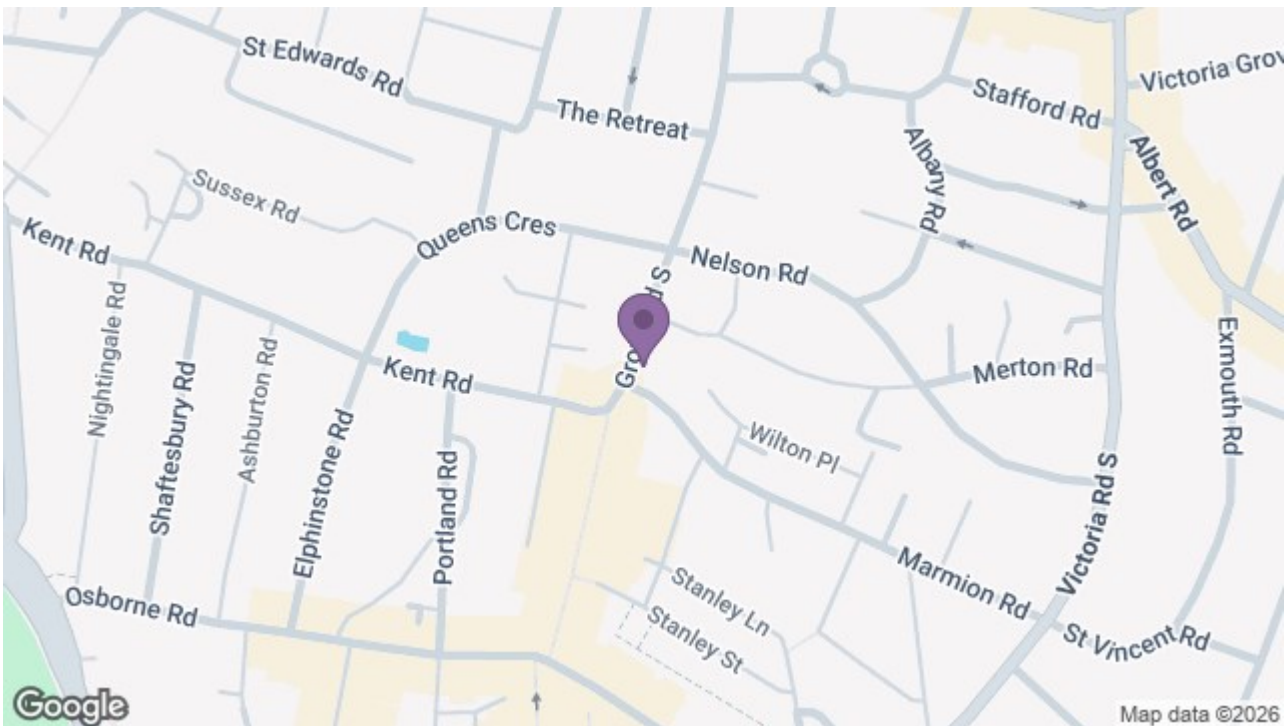 St Edwards Rd
The Retreat
Stafford Rd
Victoria Grov
Albany Rd
Albert Rd
Sussex Rd
Queens Cres
Kent Rd
Nelson Rd
Nightingale Rd
Gro
d S
Exmouth Rd
Shaftesbury Rd
Ashburton Rd
Kent Rd
Merton Rd
Elphinstone Rd
Portland Rd
Wilton Pl
Victoria Rd S
Marmion Rd
Osborne Rd
Stanley Ln
Stanley St
St Vincent Rd
Google
Map data ©2026